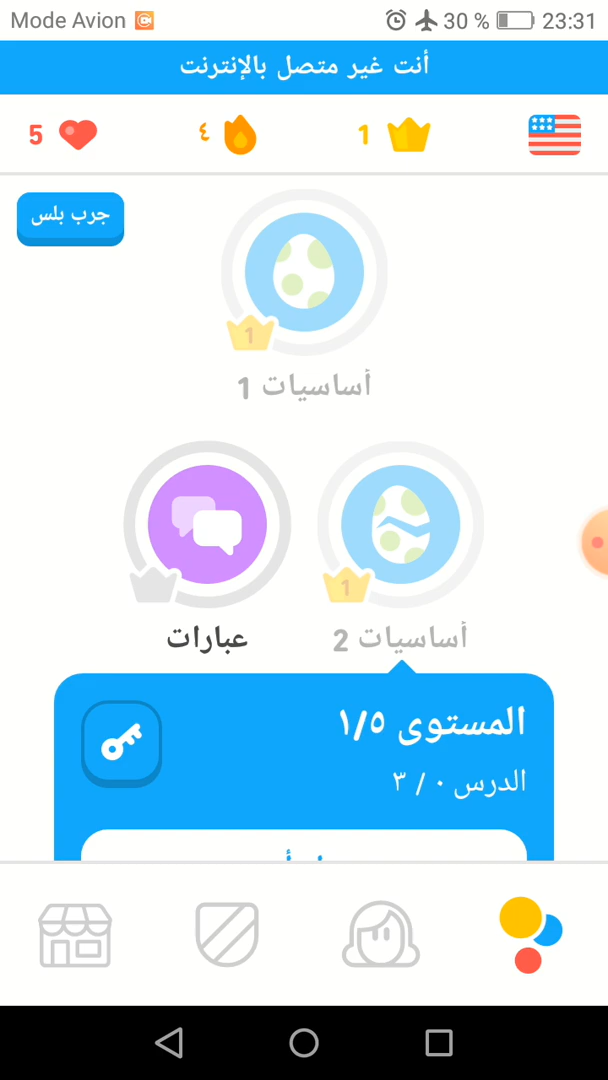 Mode Avion 30 % 23:31
أنت غير متصل بالإنترنت
5 ٤ 1
جرب بلس
1
أساسيات 1
1
عبارات
أساسيات 2
المستوى ١/٥
الدرس ٠ / ٣